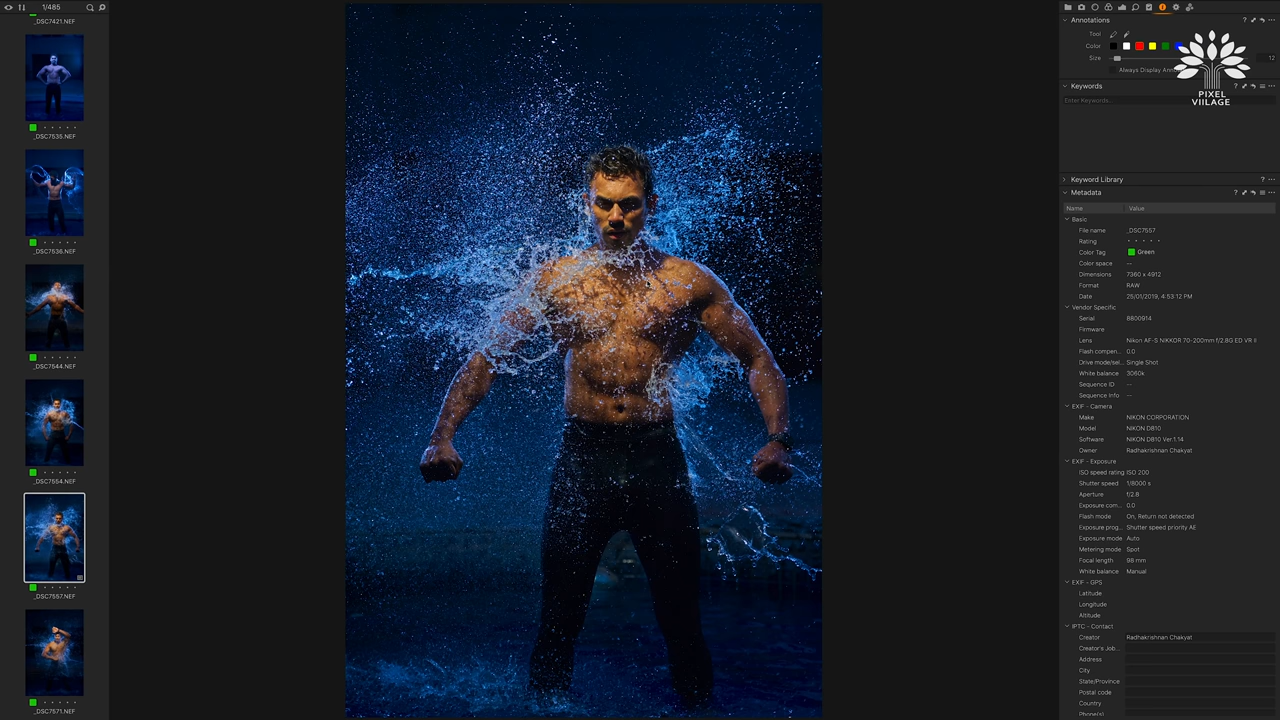 1/485
_DSC7421.NEF
_DSC7535.NEF
_DSC7536.NEF
_DSC7544.NEF
_DSC7554.NEF
_DSC7557.NEF
_DSC7571.NEF
Annotations
Tool
Color
Size
12
Always Display Ann
PIXEL
VIILAGE
Keywords
Enter Keywords...
Keyword Library
Metadata
Name Value
Basic
File name _DSC7557
Rating
Color Tag Green
Color space ---
Dimensions 7360 x 4912
Format RAW
Date 25/01/2019, 4:53:12 PM
Vendor Specific
Serial 8800914
Firmware
Lens Nikon AF-S NIKKOR 70-200mm f/2.8G ED VR II
Flash compen... 0.0
Drive mode/sel... Single Shot
White balance 3060k
Sequence ID ---
Sequence Info ---
EXIF - Camera
Make NIKON CORPORATION
Model NIKON D810
Software NIKON D810 Ver.1.14
Owner Radhakrishnan Chakyat
EXIF - Exposure
ISO speed rating ISO 200
Shutter speed 1/8000 s
Aperture f/2.8
Exposure com... 0.0
Flash mode On, Return not detected
Exposure prog... Shutter speed priority AE
Exposure mode Auto
Metering mode Spot
Focal length 98 mm
White balance Manual
EXIF - GPS
Latitude
Longitude
Altitude
IPTC - Contact
Creator Radhakrishnan Chakyat
Creator's Job...
Address
City
State/Province
Postal code
Country
Phone(s)